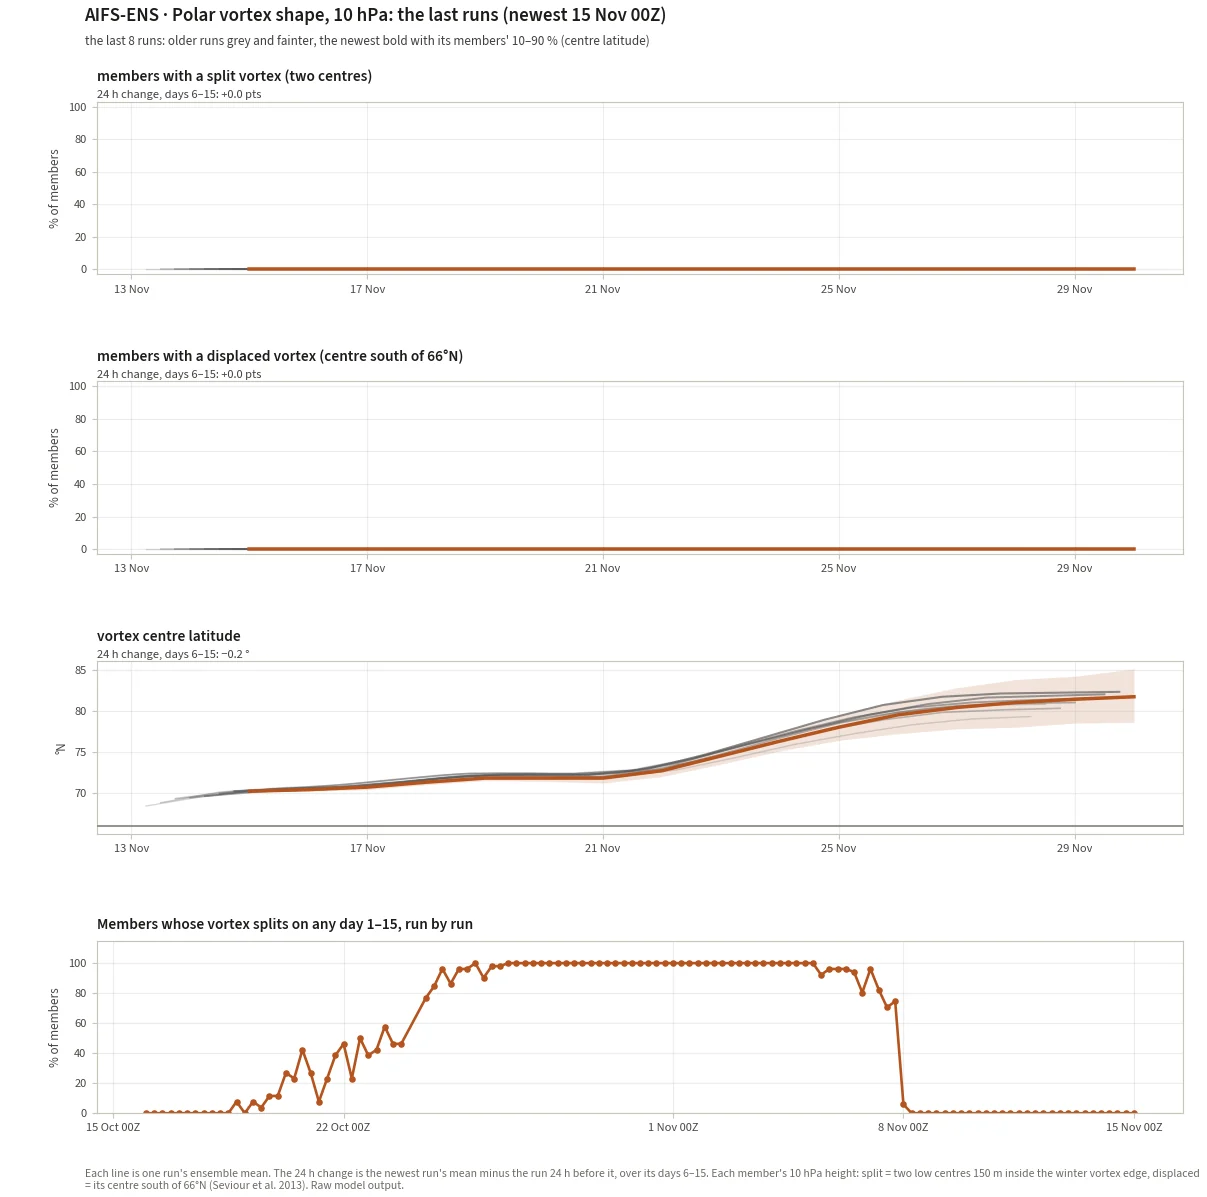 AIFS-ENS · Polar vortex shape, 10 hPa: the last runs (newest 15 Nov 00Z)
the last 8 runs: older runs grey and fainter, the newest bold with its members' 10–90 % (centre latitude)
members with a split vortex (two centres)
24 h change, days 6–15: +0.0 pts
100
80
60
40
20
0
% of members
13 Nov
17 Nov
21 Nov
25 Nov
29 Nov
members with a displaced vortex (centre south of 66°N)
24 h change, days 6–15: +0.0 pts
100
80
60
40
20
0
% of members
13 Nov
17 Nov
21 Nov
25 Nov
29 Nov
vortex centre latitude
24 h change, days 6–15: −0.2 °
85
80
75
70
°N
13 Nov
17 Nov
21 Nov
25 Nov
29 Nov
Members whose vortex splits on any day 1–15, run by run
100
80
60
40
20
0
% of members
15 Oct 00Z
22 Oct 00Z
1 Nov 00Z
8 Nov 00Z
15 Nov 00Z
Each line is one run's ensemble mean. The 24 h change is the newest run's mean minus the run 24 h before it, over its days 6–15. Each member's 10 hPa height: split = two low centres 150 m inside the winter vortex edge, displaced
= its centre south of 66°N (Seviour et al. 2013). Raw model output.